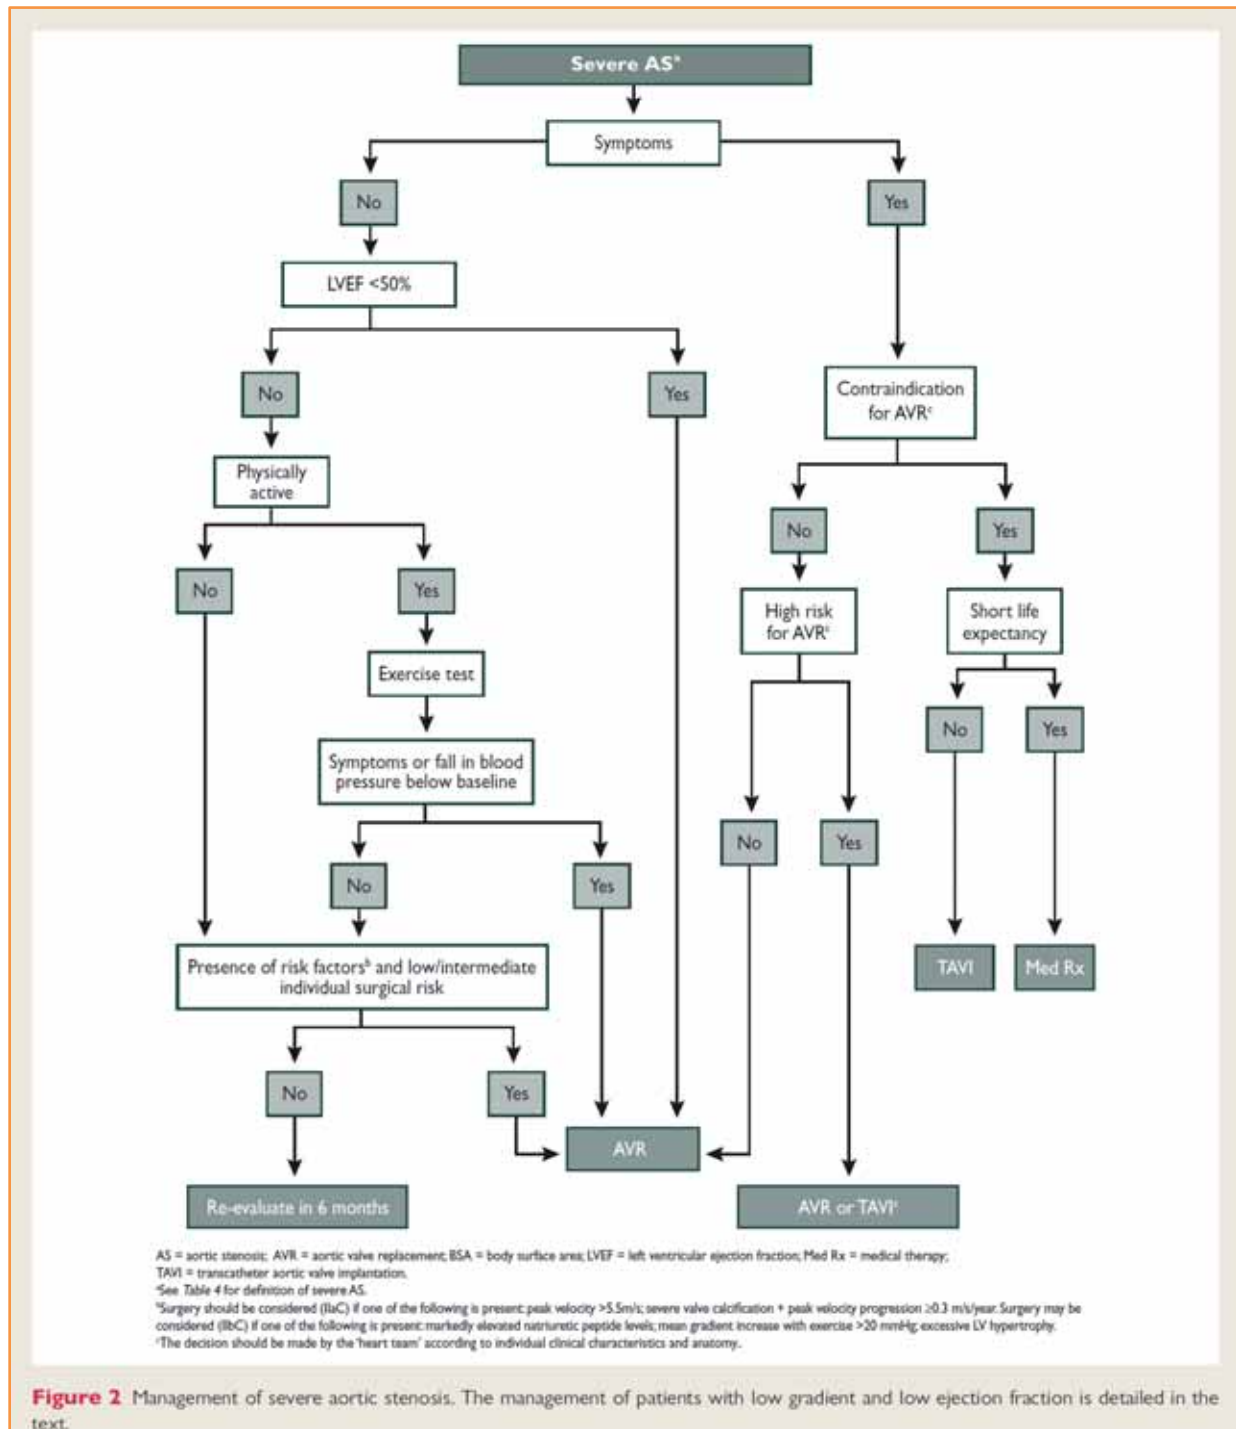 Severe ASᵃ
Symptoms
No
Yes
LVEF <50%
No
Yes
Contraindication
for AVRᶜ
Physically
active
No
Yes
No
Yes
High risk
for AVRᶜ
Short life
expectancy
Exercise test
No
Yes
Symptoms or fall in blood
pressure below baseline
No
Yes
No
Yes
Presence of risk factorsᵇ and low/intermediate
individual surgical risk
TAVI
Med Rx
No
Yes
AVR
Re-evaluate in 6 months
AVR or TAVIᶜ
AS = aortic stenosis; AVR = aortic valve replacement; BSA = body surface area; LVEF = left ventricular ejection fraction; Med Rx = medical therapy;
TAVI = transcatheter aortic valve implantation.
ᵃSee Table 4 for definition of severe AS.
ᵇSurgery should be considered (IIaC) if one of the following is present: peak velocity >5.5m/s; severe valve calcification + peak velocity progression ≥0.3 m/s/year. Surgery may be
considered (IIbC) if one of the following is present: markedly elevated natriuretic peptide levels; mean gradient increase with exercise >20 mmHg; excessive LV hypertrophy.
ᶜThe decision should be made by the 'heart team' according to individual clinical characteristics and anatomy.
Figure 2 Management of severe aortic stenosis. The management of patients with low gradient and low ejection fraction is detailed in the
text.